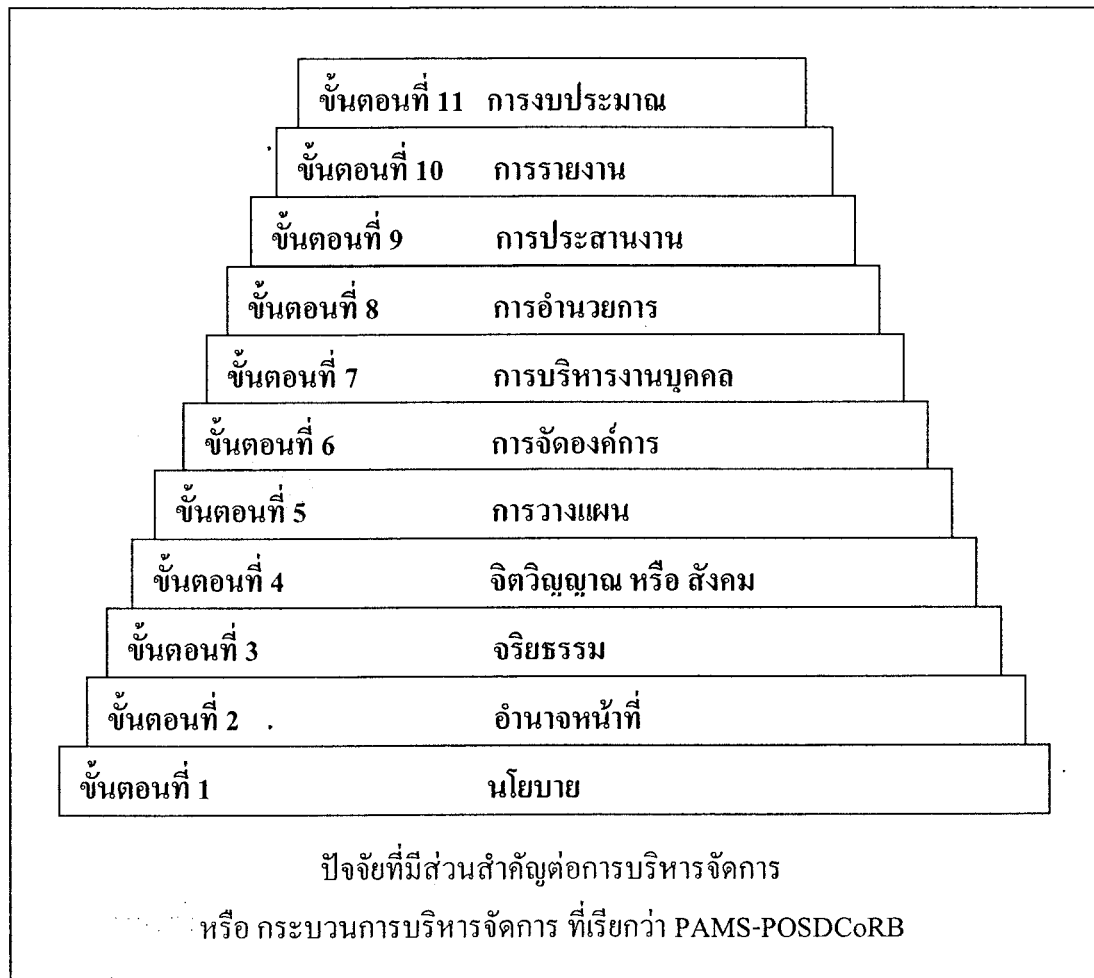 ขั้นตอนที่ 11 การงบประมาณ
ขั้นตอนที่ 10 การรายงาน
ขั้นตอนที่ 9 การประสานงาน
ขั้นตอนที่ 8 การอำนวยการ
ขั้นตอนที่ 7 การบริหารงานบุคคล
ขั้นตอนที่ 6 การจัดองค์การ
ขั้นตอนที่ 5 การวางแผน
ขั้นตอนที่ 4 จิตวิญญาณ หรือ สังคม
ขั้นตอนที่ 3 จริยธรรม
ขั้นตอนที่ 2 อำนาจหน้าที่
ขั้นตอนที่ 1 นโยบาย
ปัจจัยที่มีส่วนสำคัญต่อการบริหารจัดการ
หรือ กระบวนการบริหารจัดการ ที่เรียกว่า PAMS-POSDCoRB